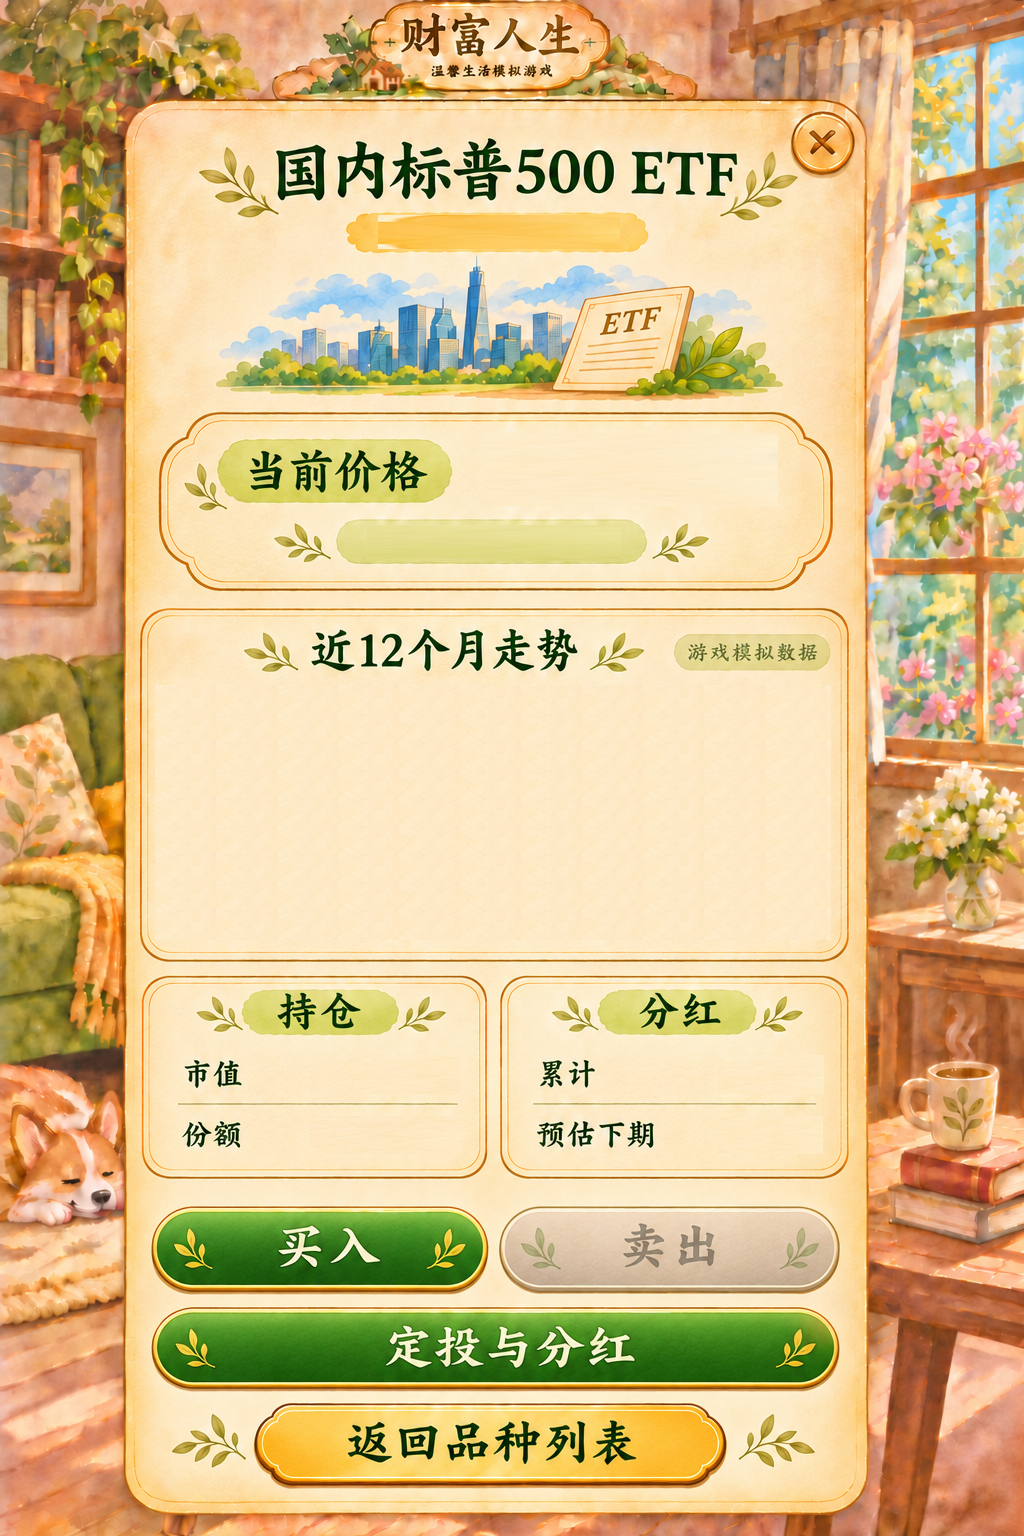 财富人生
温馨生活模拟游戏
国内标普500 ETF
ETF
当前价格
近12个月走势
游戏模拟数据
持仓
市值
份额
分红
累计
预估下期
买入
卖出
定投与分红
返回品种列表